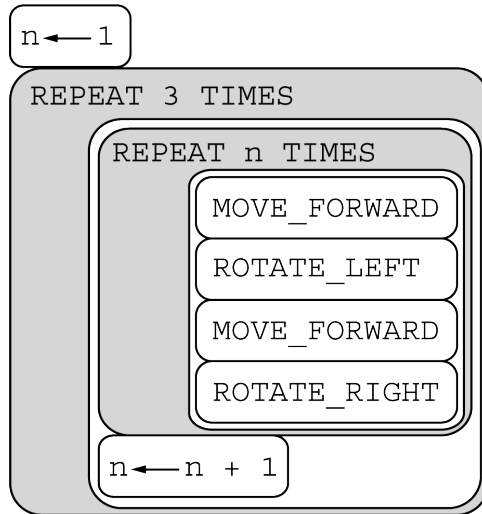 n ← 1
REPEAT 3 TIMES
REPEAT n TIMES
MOVE_FORWARD
ROTATE_LEFT
MOVE_FORWARD
ROTATE_RIGHT
n ← n + 1